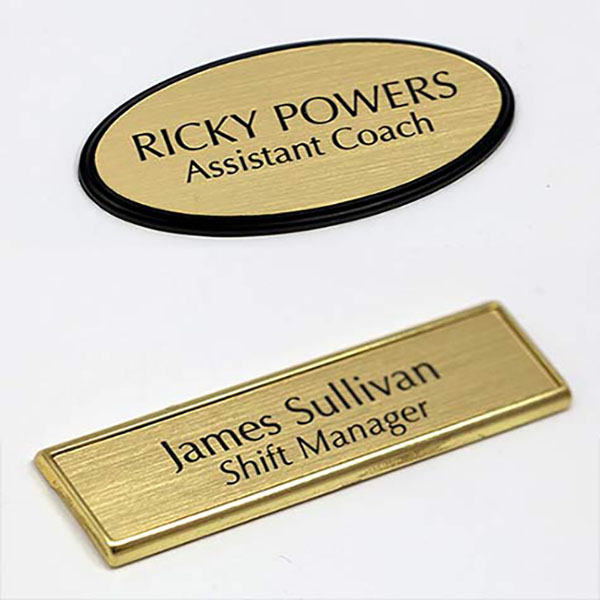 RICKY POWERS
Assistant Coach
James Sullivan
Shift Manager